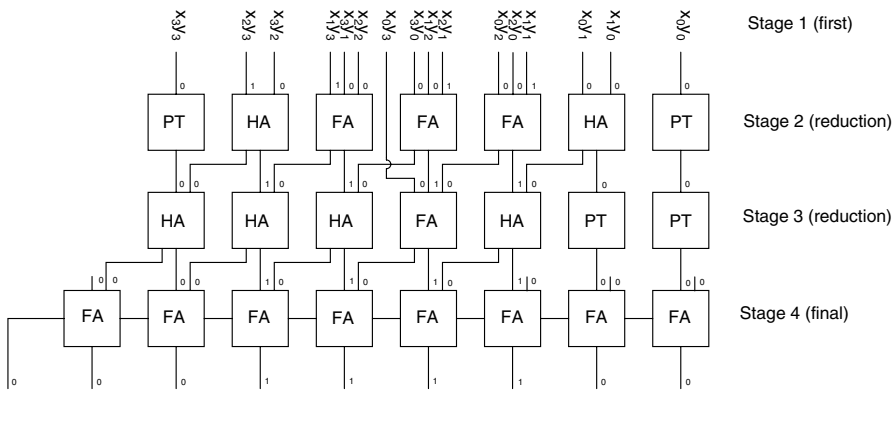 x₃y₃ x₂y₃ x₃y₂ x₁y₃ x₃y₁ x₂y₂ x₀y₃ x₃y₀ x₁y₂ x₂y₁ x₀y₂ x₂y₀ x₁y₁ x₀y₁ x₁y₀ x₀y₀ Stage 1 (first)
0 1 0 1 0 0 0 0 1 0 0 1 0 0 0
PT HA FA FA FA HA PT Stage 2 (reduction)
0 0 1 0 1 0 0 1 0 1 0 0 0
HA HA HA FA HA PT PT Stage 3 (reduction)
0 0 0 0 1 0 1 0 1 0 1 0 0 0 0 0
FA FA FA FA FA FA FA FA Stage 4 (final)
0 0 0 1 1 1 1 0 0